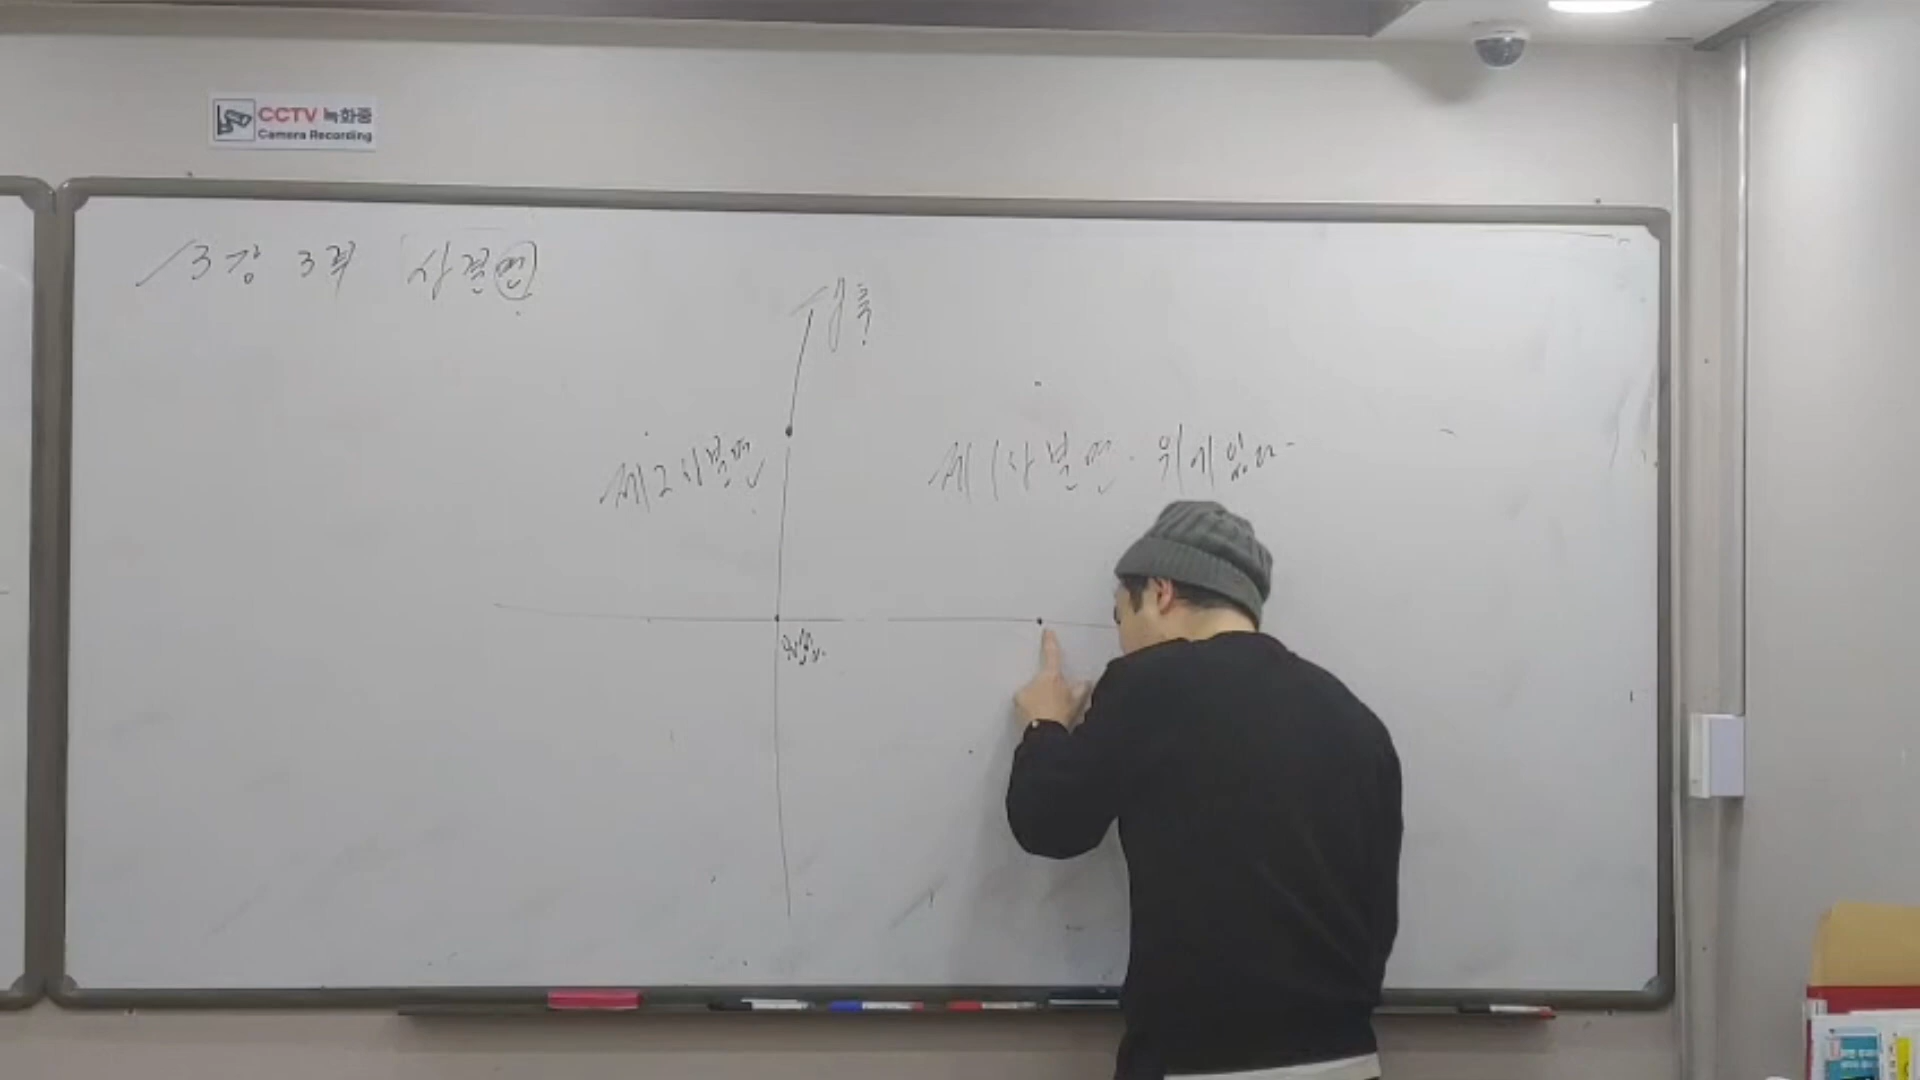 CCTV 녹화중
Camera Recording
13강 3부 사분면
y축
제2사분면
제1사분면 위에 있다
원점